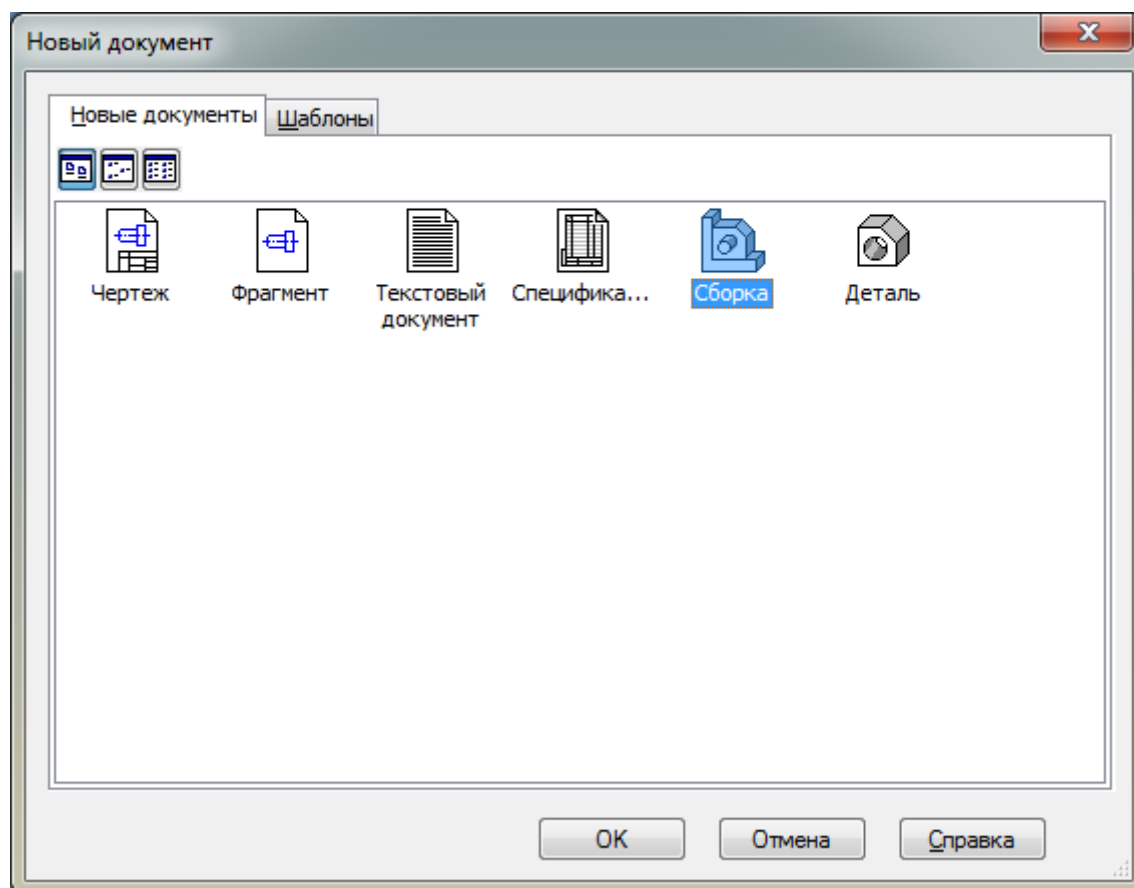 Новый документ
Новые документы Шаблоны
Чертеж Фрагмент Текстовый документ Специфика... Сборка Деталь
OK Отмена Справка